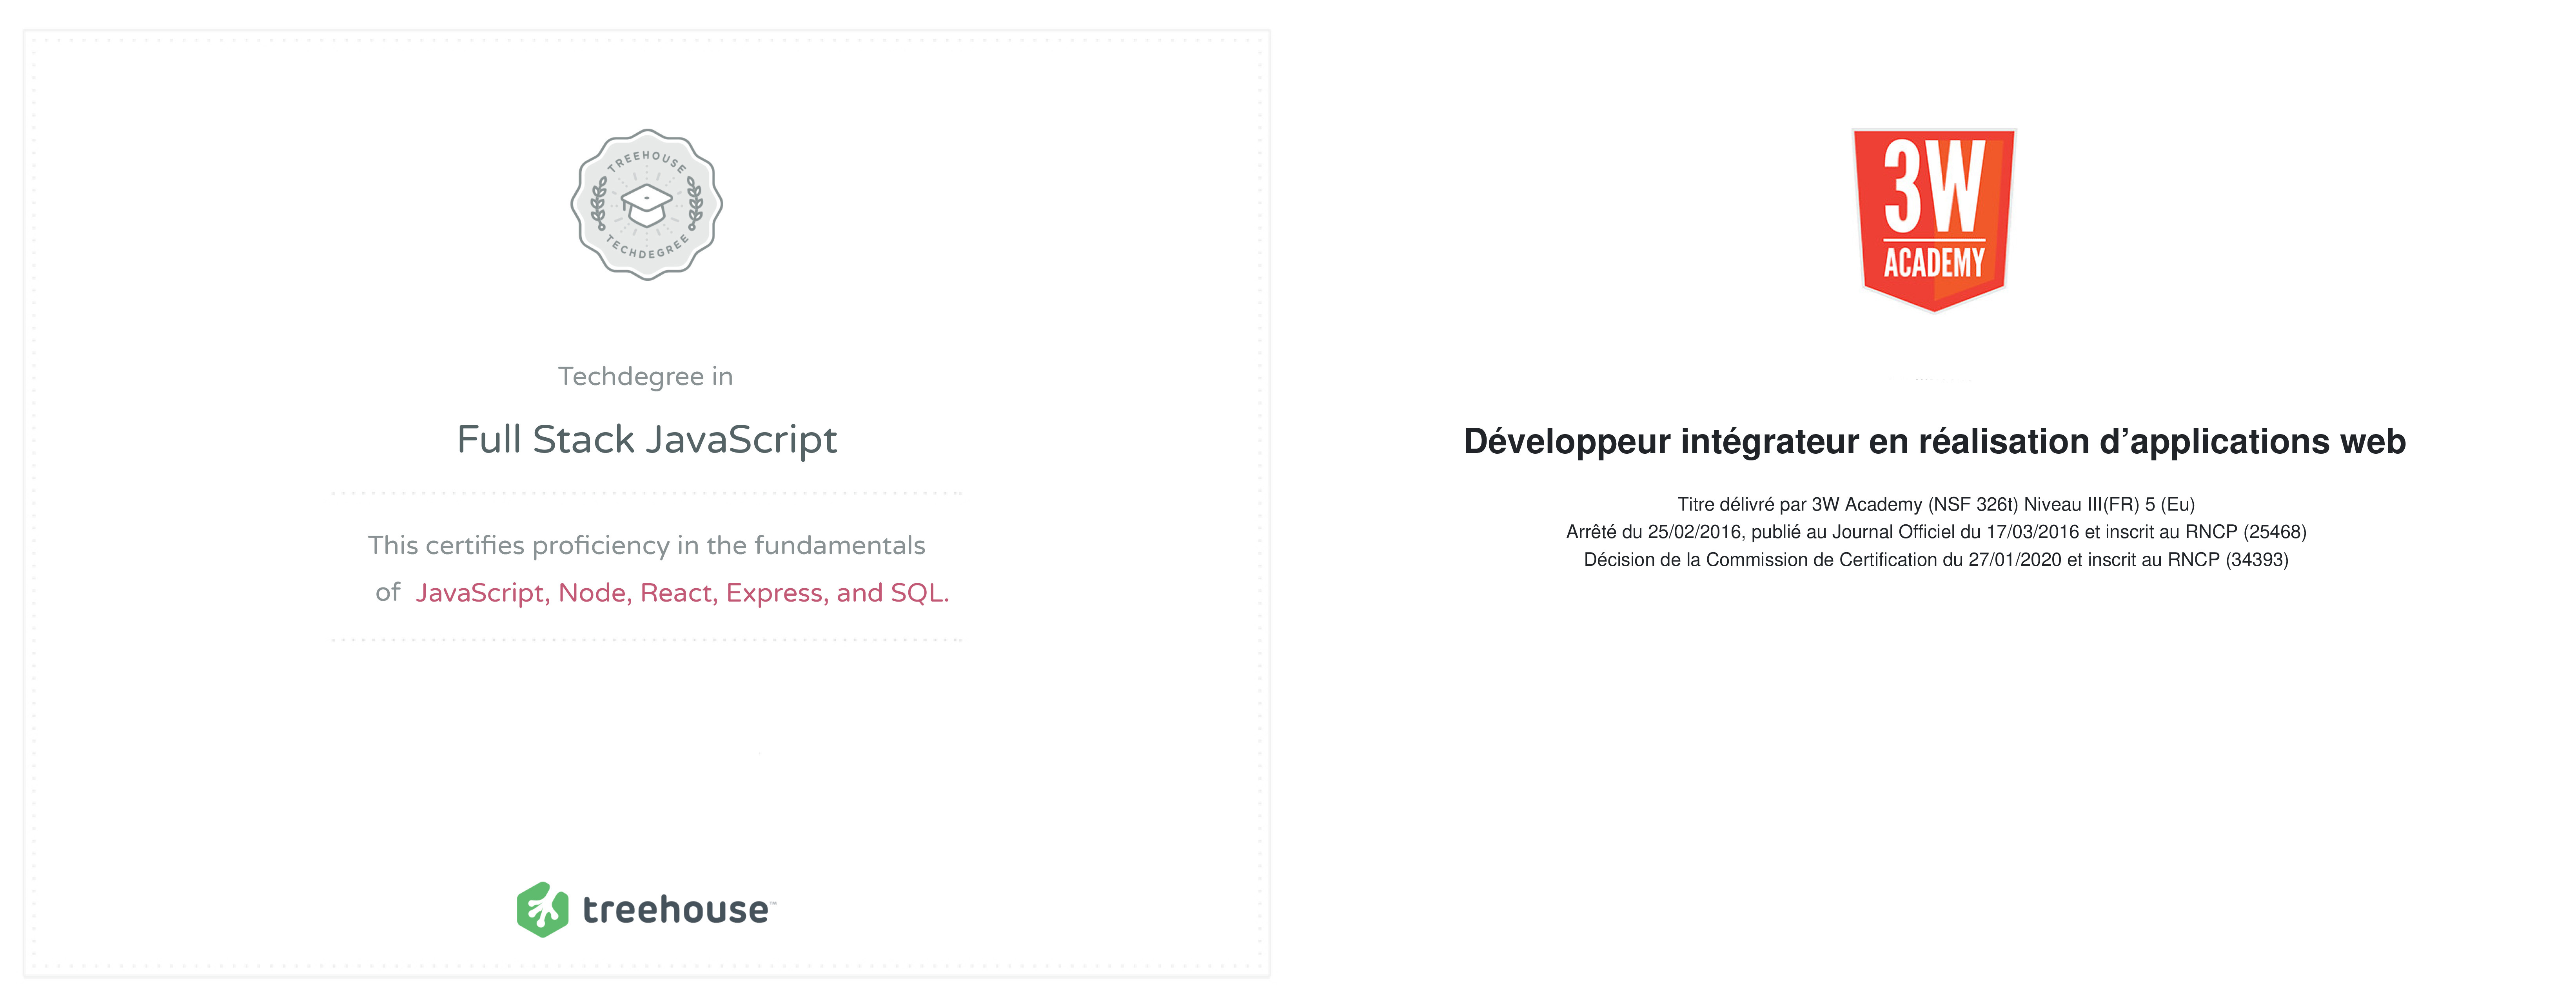 TREEHOUSE
TECHDEGREE
Techdegree in
Full Stack JavaScript
This certifies proficiency in the fundamentals
of JavaScript, Node, React, Express, and SQL.
treehouse™
3W
ACADEMY
Développeur intégrateur en réalisation d’applications web
Titre délivré par 3W Academy (NSF 326t) Niveau III(FR) 5 (Eu)
Arrêté du 25/02/2016, publié au Journal Officiel du 17/03/2016 et inscrit au RNCP (25468)
Décision de la Commission de Certification du 27/01/2020 et inscrit au RNCP (34393)